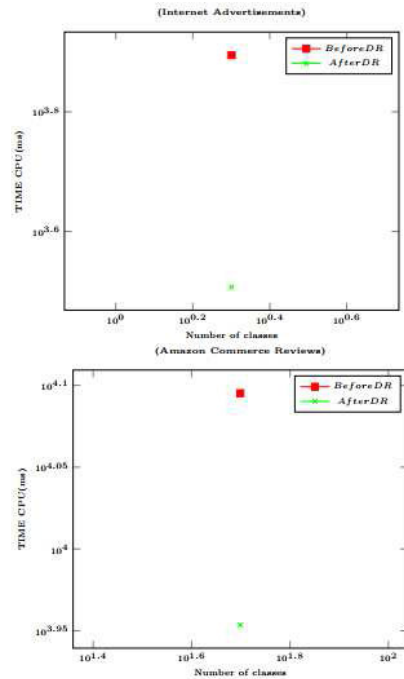 (Internet Advertisements)
BeforeDR
AfterDR
10^3.8
10^3.6
TIME CPU(ms)
10^0 10^0.2 10^0.4 10^0.6
Number of classes
(Amazon Commerce Reviews)
BeforeDR
AfterDR
10^4.1
10^4.05
10^4
10^3.95
TIME CPU(ms)
10^1.4 10^1.6 10^1.8 10^2
Number of classes